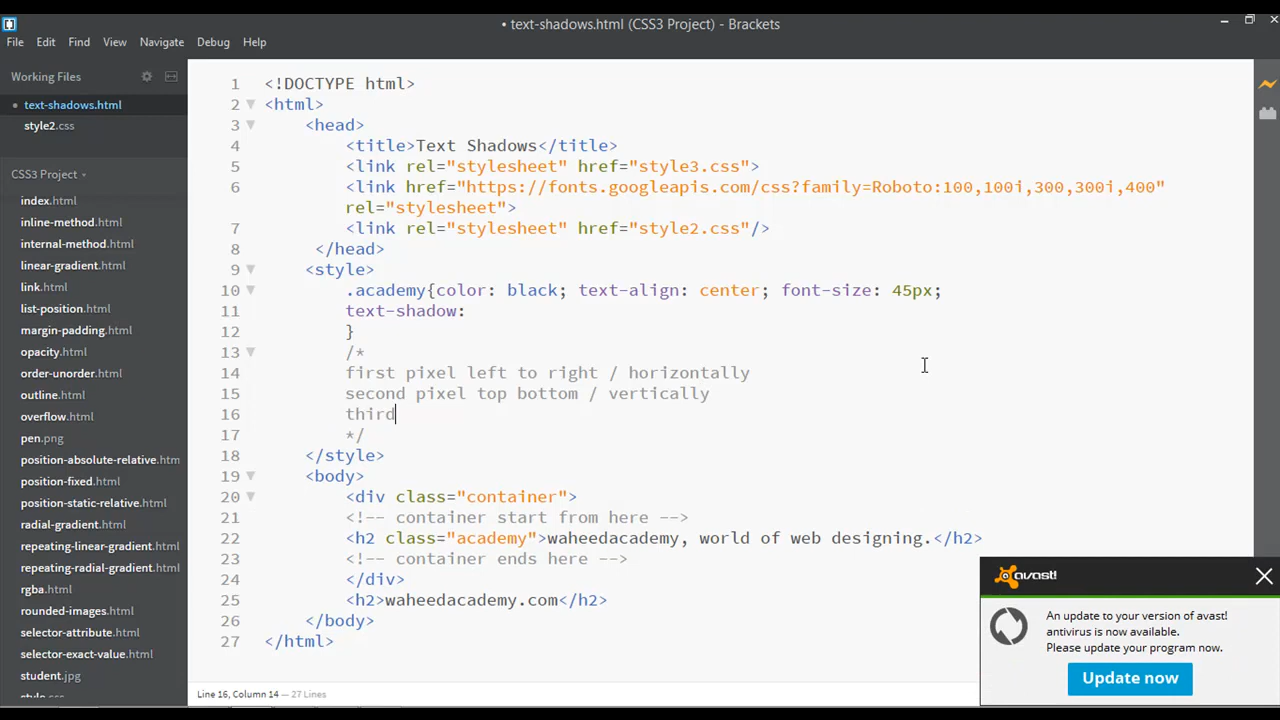 • text-shadows.html (CSS3 Project) - Brackets
File Edit Find View Navigate Debug Help
Working Files
• text-shadows.html
style2.css
CSS3 Project
index.html
inline-method.html
internal-method.html
linear-gradient.html
link.html
list-position.html
margin-padding.html
opacity.html
order-unorder.html
outline.html
overflow.html
pen.png
position-absolute-relative.htm
position-fixed.html
position-static-relative.html
radial-gradient.html
repeating-linear-gradient.html
repeating-radial-gradient.html
rgba.html
rounded-images.html
selector-attribute.html
selector-exact-value.html
student.jpg
1 <!DOCTYPE html>
2 <html>
3 <head>
4 <title>Text Shadows</title>
5 <link rel="stylesheet" href="style3.css">
6 <link href="https://fonts.googleapis.com/css?family=Roboto:100,100i,300,300i,400"
rel="stylesheet">
7 <link rel="stylesheet" href="style2.css"/>
8 </head>
9 <style>
10 .academy{color: black; text-align: center; font-size: 45px;
11 text-shadow:
12 }
13 /*
14 first pixel left to right / horizontally
15 second pixel top bottom / vertically
16 third
17 */
18 </style>
19 <body>
20 <div class="container">
21 <!-- container start from here -->
22 <h2 class="academy">waheedacademy, world of web designing.</h2>
23 <!-- container ends here -->
24 </div>
25 <h2>waheedacademy.com</h2>
26 </body>
27 </html>
Line 16, Column 14 — 27 Lines
avast!
An update to your version of avast!
antivirus is now available.
Please update your program now.
Update now